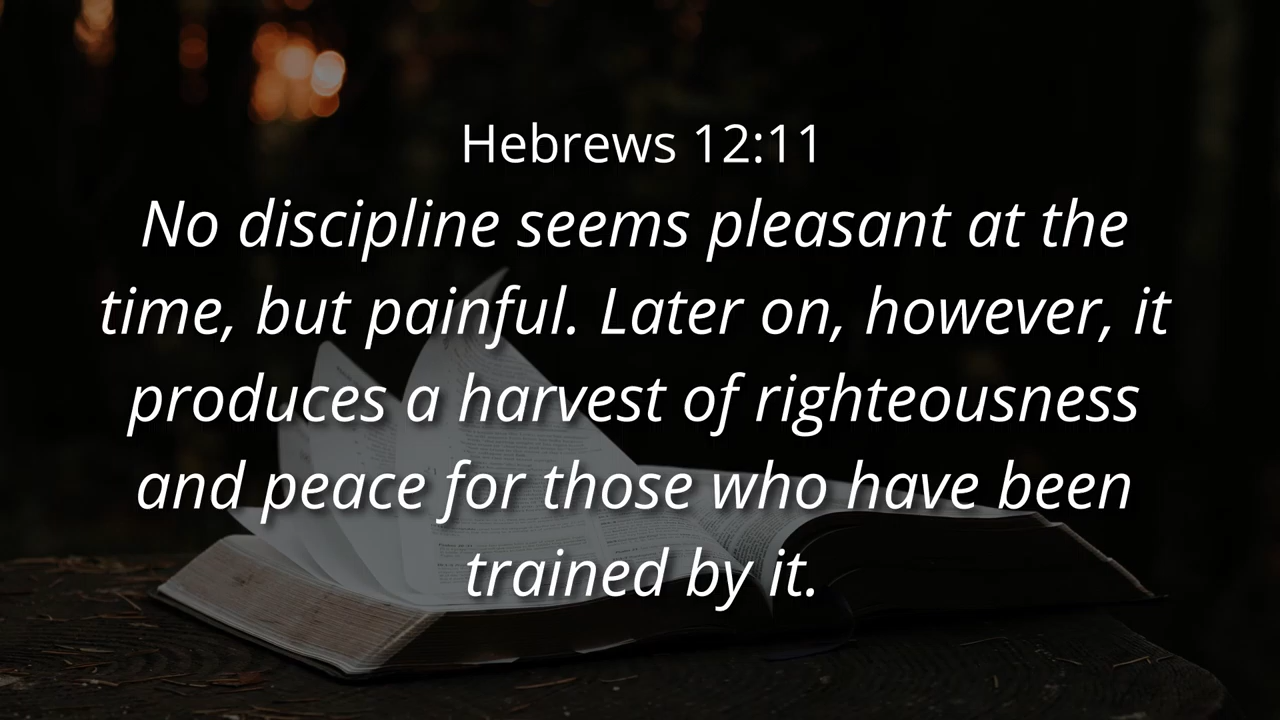 Hebrews 12:11
No discipline seems pleasant at the
time, but painful. Later on, however, it
produces a harvest of righteousness
and peace for those who have been
trained by it.